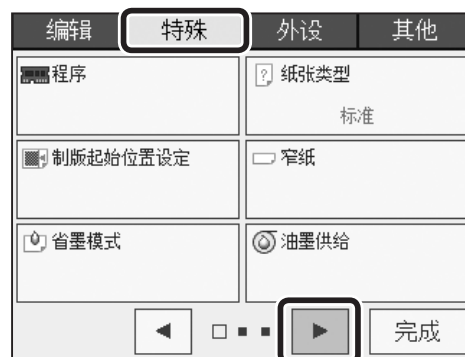 编辑 特殊 外设 其他
程序 纸张类型
标准
制版起始位置设定 窄纸
省墨模式 油墨供给
完成